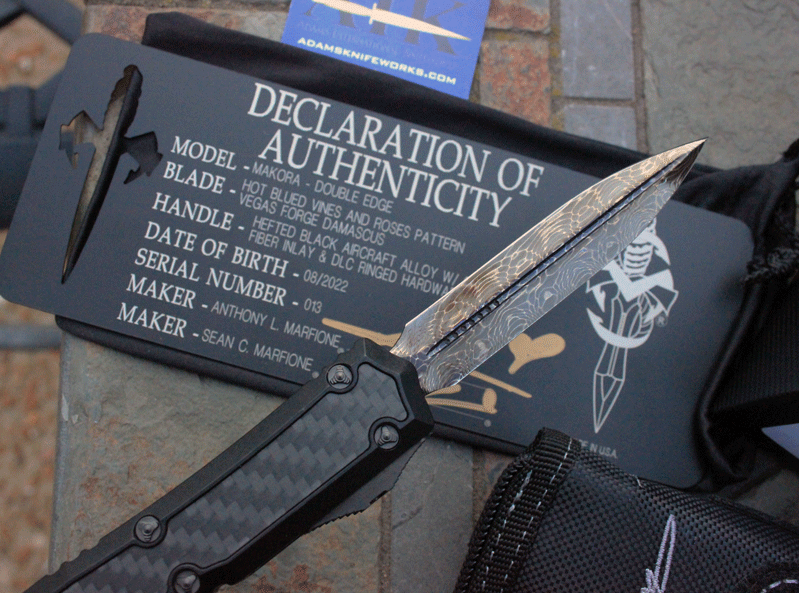 AHK
ADAMSKNIFEWORKS.COM
DECLARATION OF
AUTHENTICITY
MODEL - MAKORA - DOUBLE EDGE
BLADE - HOT BLUED VINES AND ROSES PATTERN
VEGAS FORGE DAMASCUS
HANDLE - HEFTED BLACK AIRCRAFT ALLOY W/
FIBER INLAY & DLC RINGED HARDWA
DATE OF BIRTH - 08/2022
SERIAL NUMBER - 013
MAKER - ANTHONY L. MARFIONE
MAKER - SEAN C. MARFIONE
®
DE IN U.S.A.